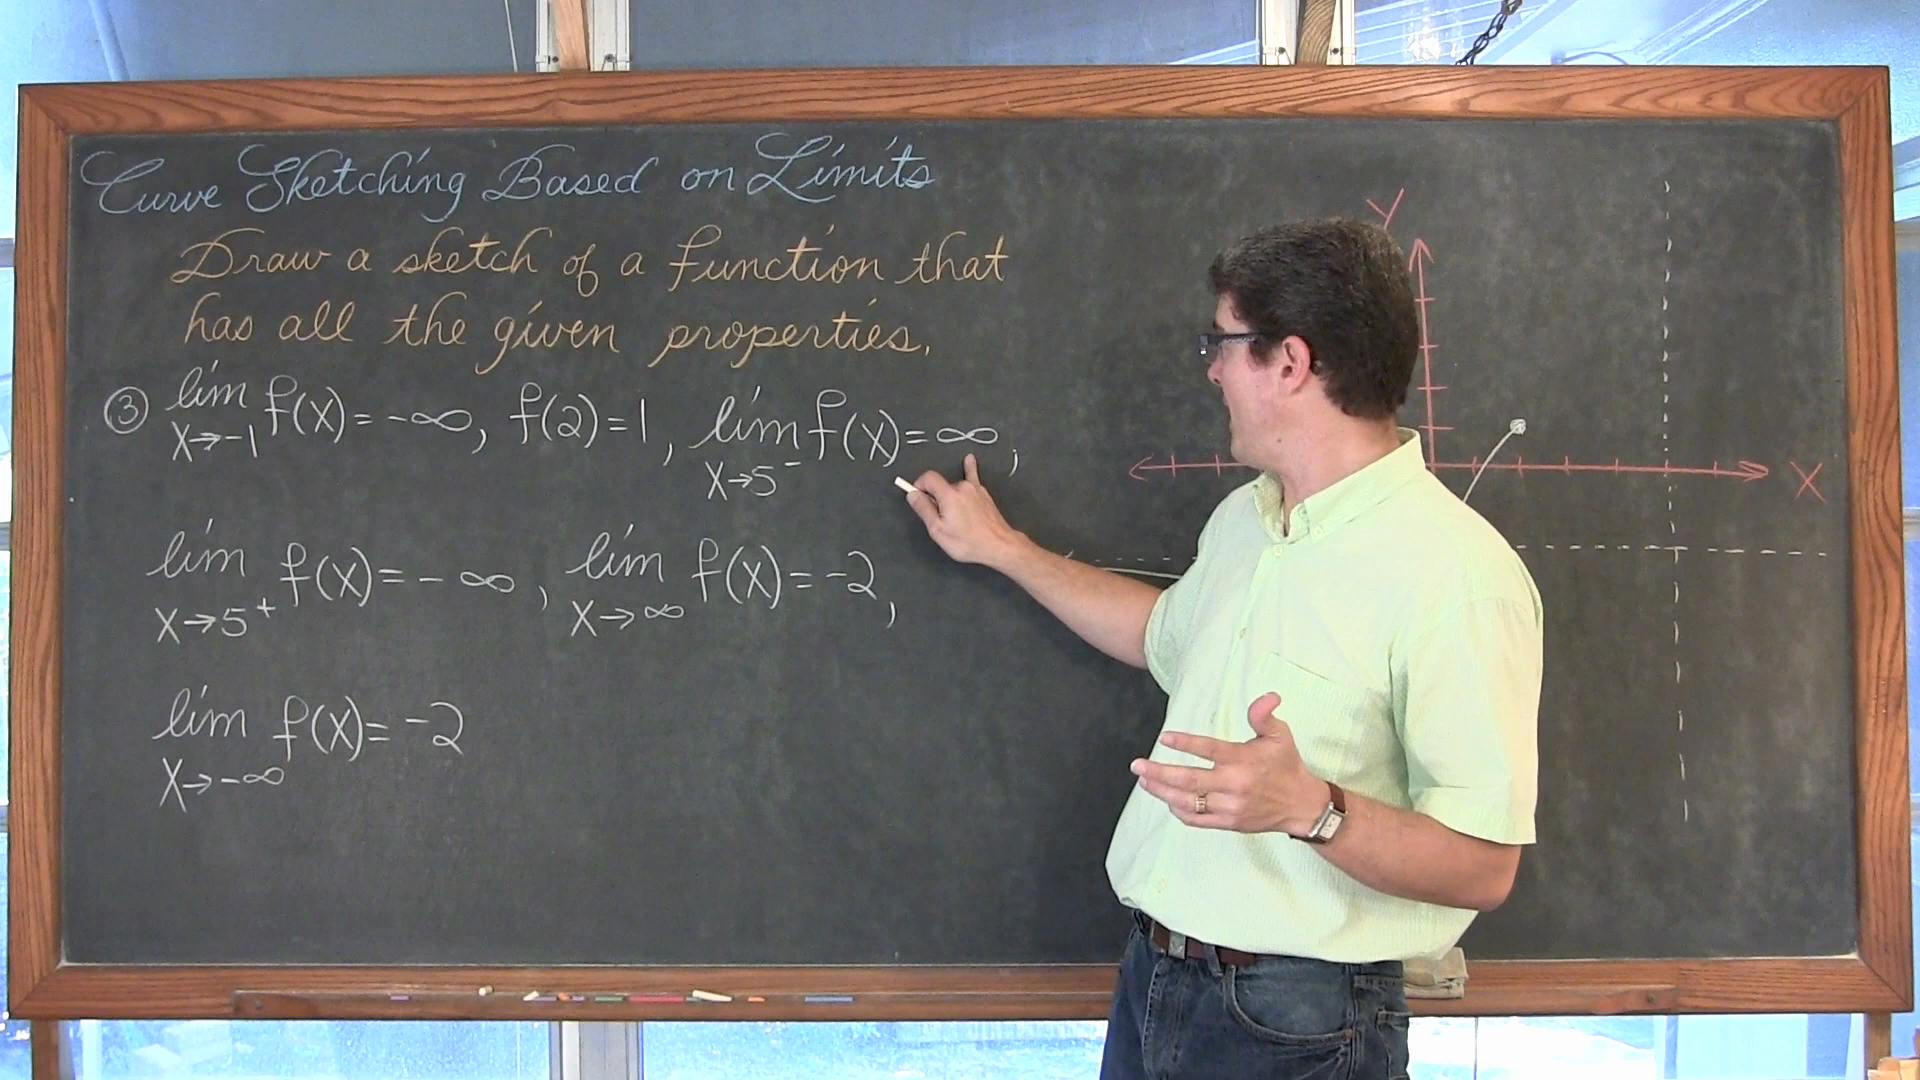 Curve Sketching Based on Limits
Draw a sketch of a function that
has all the given properties.
③ lim f(x) = -∞, f(2) = 1, lim f(x) = ∞,
x→-1 x→5⁻
lim f(x) = -∞, lim f(x) = -2,
x→5⁺ x→∞
lim f(x) = -2
x→-∞
Y
X